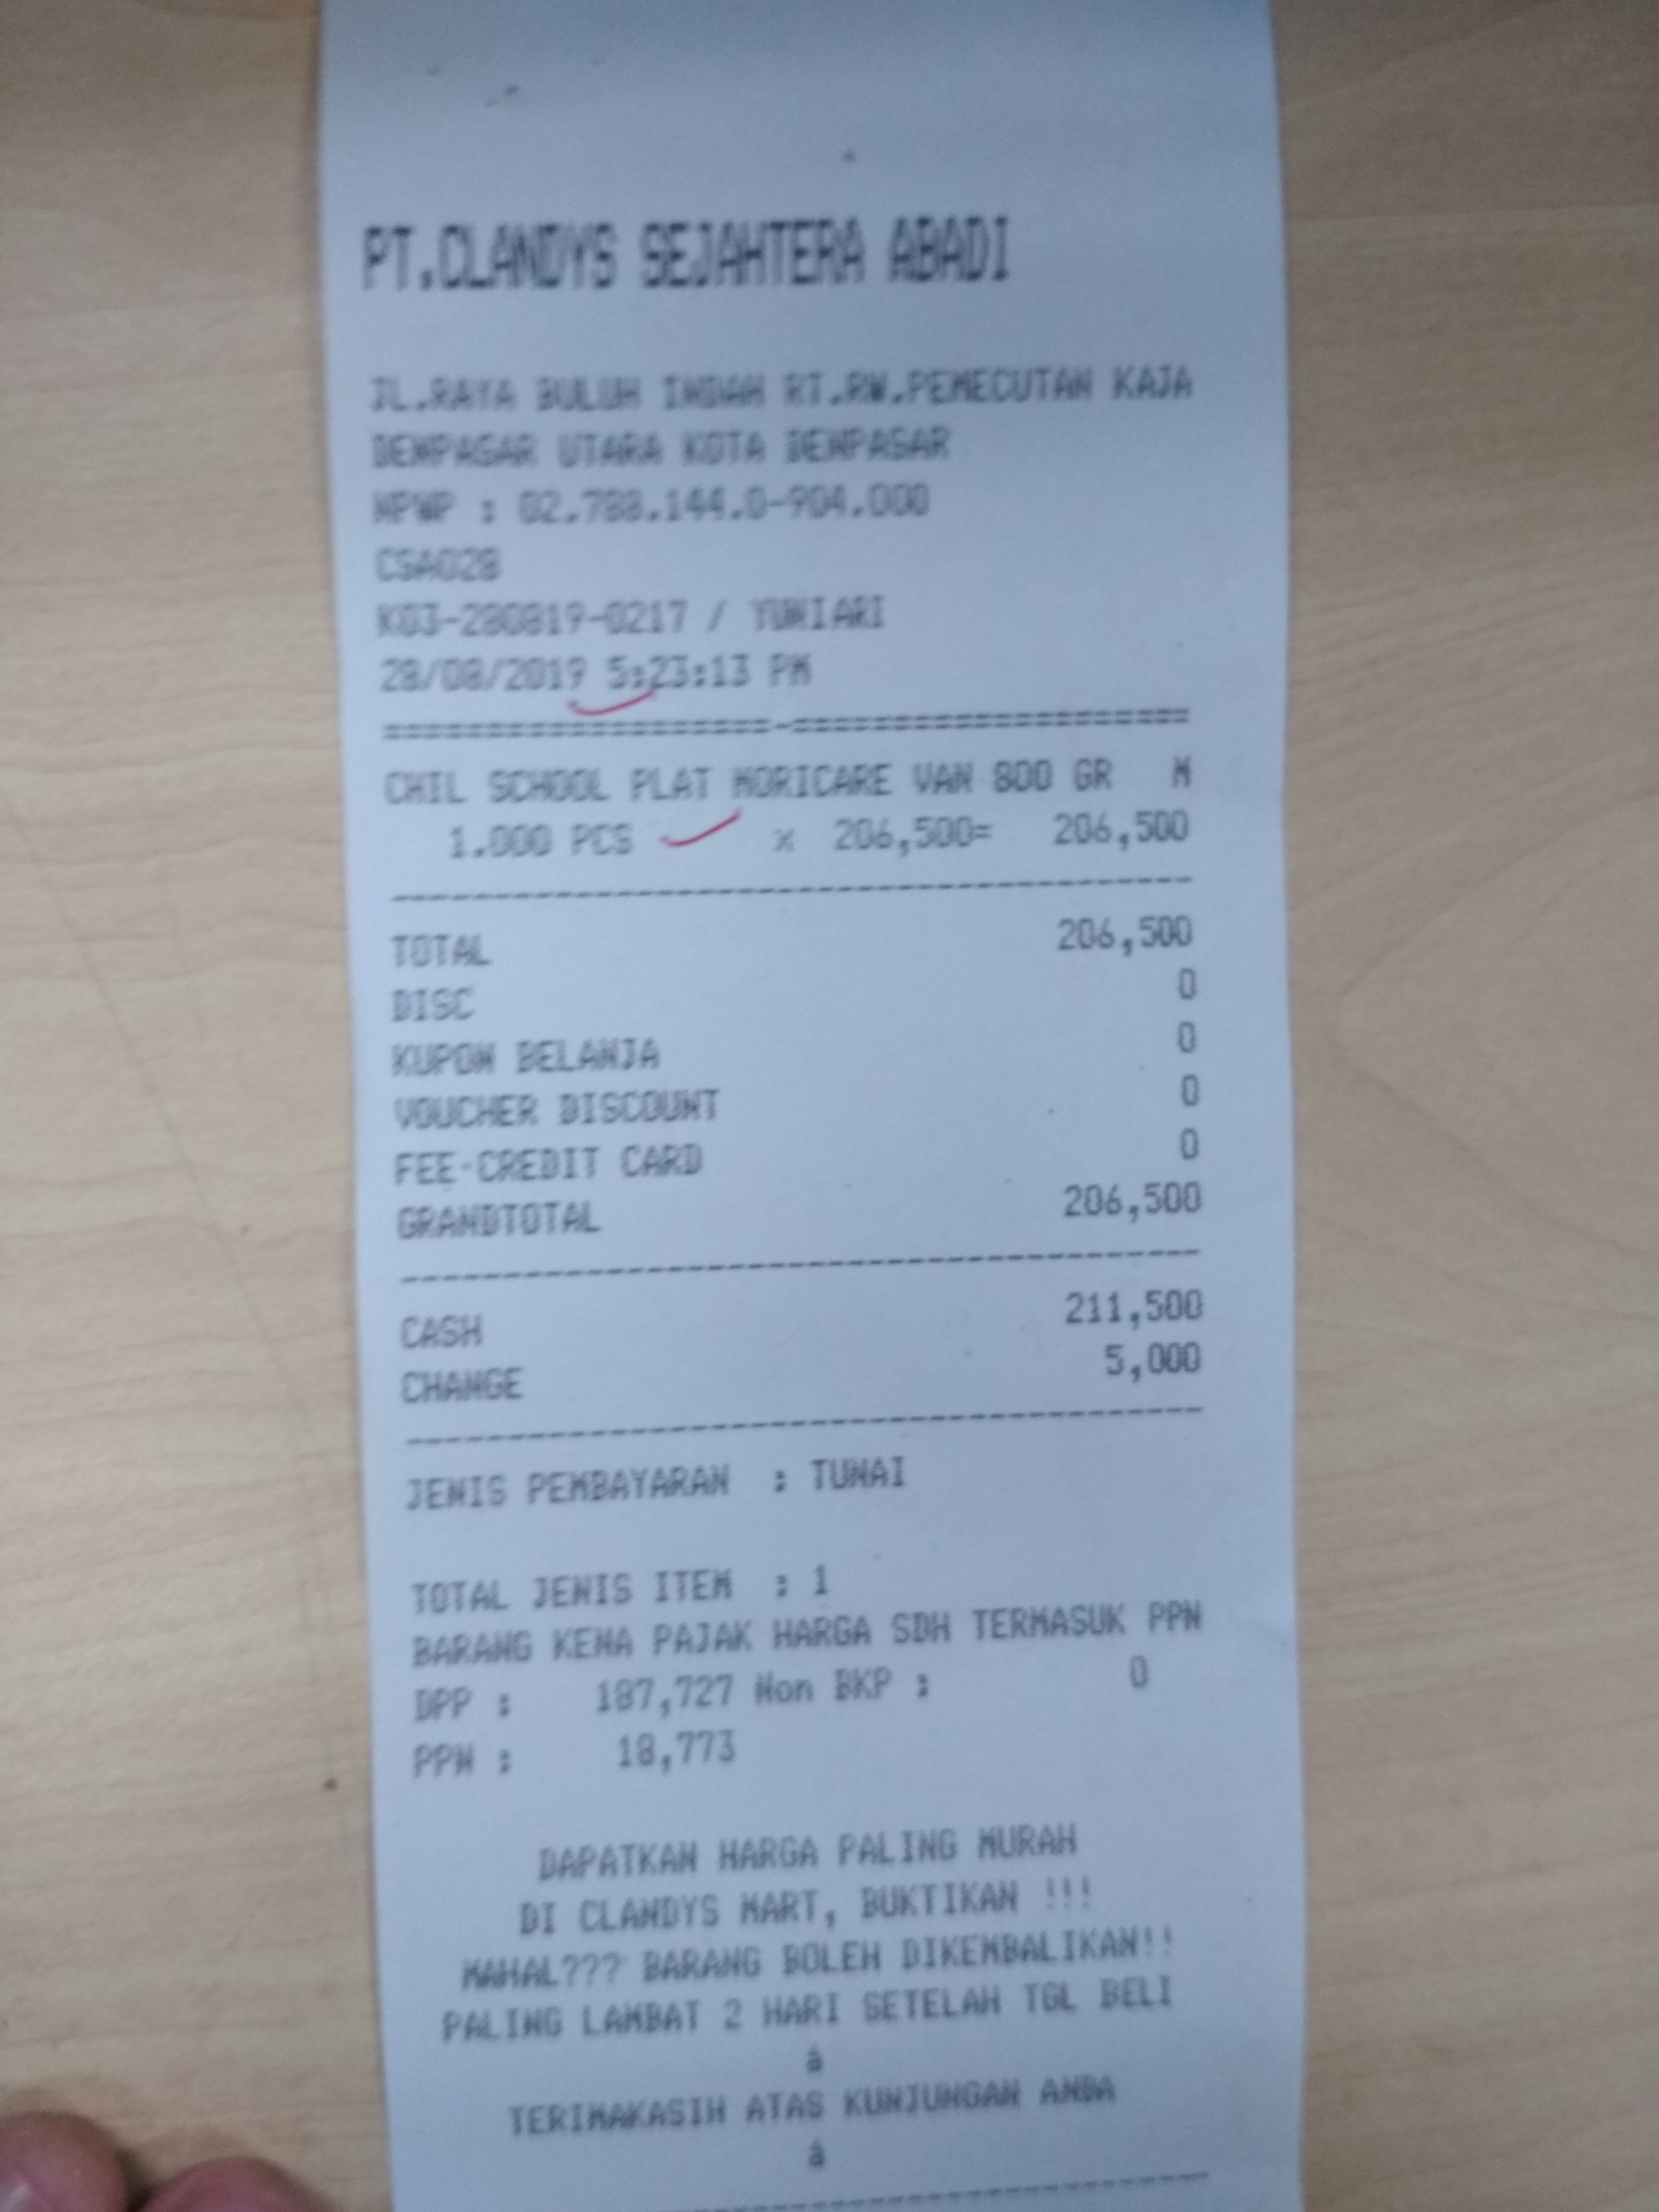 PT.CLANDYS SEJAHTERA ABADI
JL.RAYA BULUH INDAH RT.RW.PEMECUTAN KAJA
DENPASAR UTARA KOTA DENPASAR
NPWP : 02.788.144.0-904.000
CSA028
K03-280819-0217 / YUNIARI
28/08/2019 5:23:13 PM
=======================================
CHIL SCHOOL PLAT MORICARE VAN 800 GR M
1.000 PCS x 206,500= 206,500
----------------------------------------
TOTAL 206,500
DISC 0
KUPON BELANJA 0
VOUCHER DISCOUNT 0
FEE-CREDIT CARD 0
GRANDTOTAL 206,500
----------------------------------------
CASH 211,500
CHANGE 5,000
----------------------------------------
JENIS PEMBAYARAN : TUNAI
TOTAL JENIS ITEM : 1
BARANG KENA PAJAK HARGA SDH TERMASUK PPN
DPP : 187,727 Non BKP : 0
PPN : 18,773
DAPATKAN HARGA PALING MURAH
DI CLANDYS MART, BUKTIKAN !!!
MAHAL??? BARANG BOLEH DIKEMBALIKAN!!
PALING LAMBAT 2 HARI SETELAH TGL BELI
á
TERIMAKASIH ATAS KUNJUNGAN ANDA
á